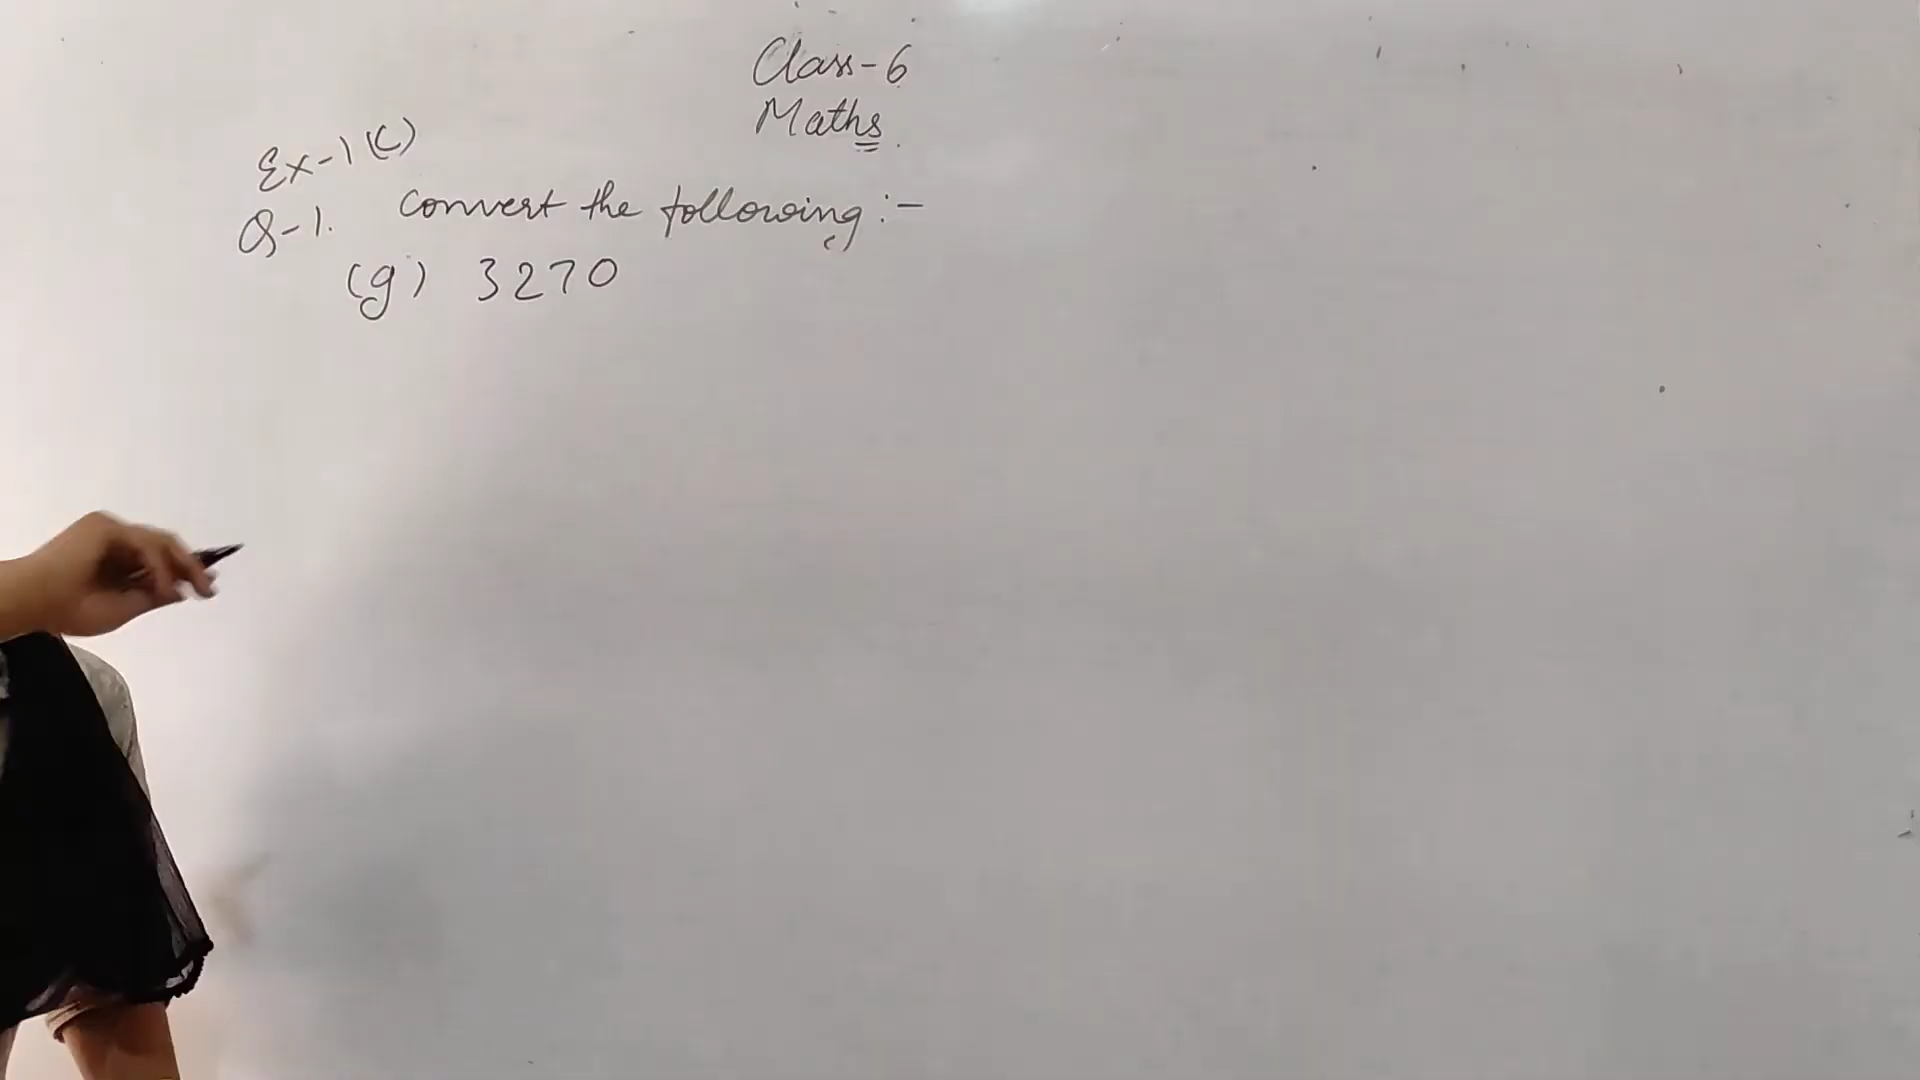 Class-6
Maths
Ex-1(C)
Q-1. Convert the following :-
(g) 3270